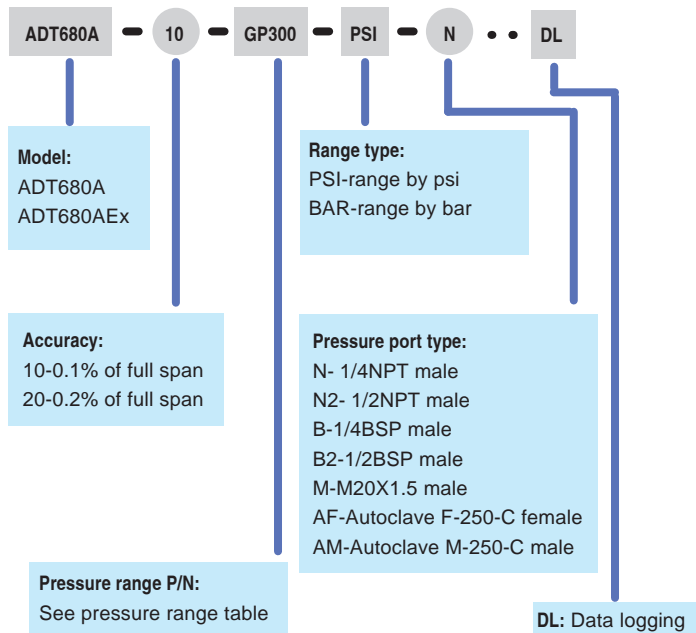 ADT680A - 10 - GP300 - PSI - N .. DL
Model:
ADT680A
ADT680AEx
Range type:
PSI-range by psi
BAR-range by bar
Accuracy:
10-0.1% of full span
20-0.2% of full span
Pressure port type:
N- 1/4NPT male
N2- 1/2NPT male
B-1/4BSP male
B2-1/2BSP male
M-M20X1.5 male
AF-Autoclave F-250-C female
AM-Autoclave M-250-C male
Pressure range P/N:
See pressure range table
DL: Data logging